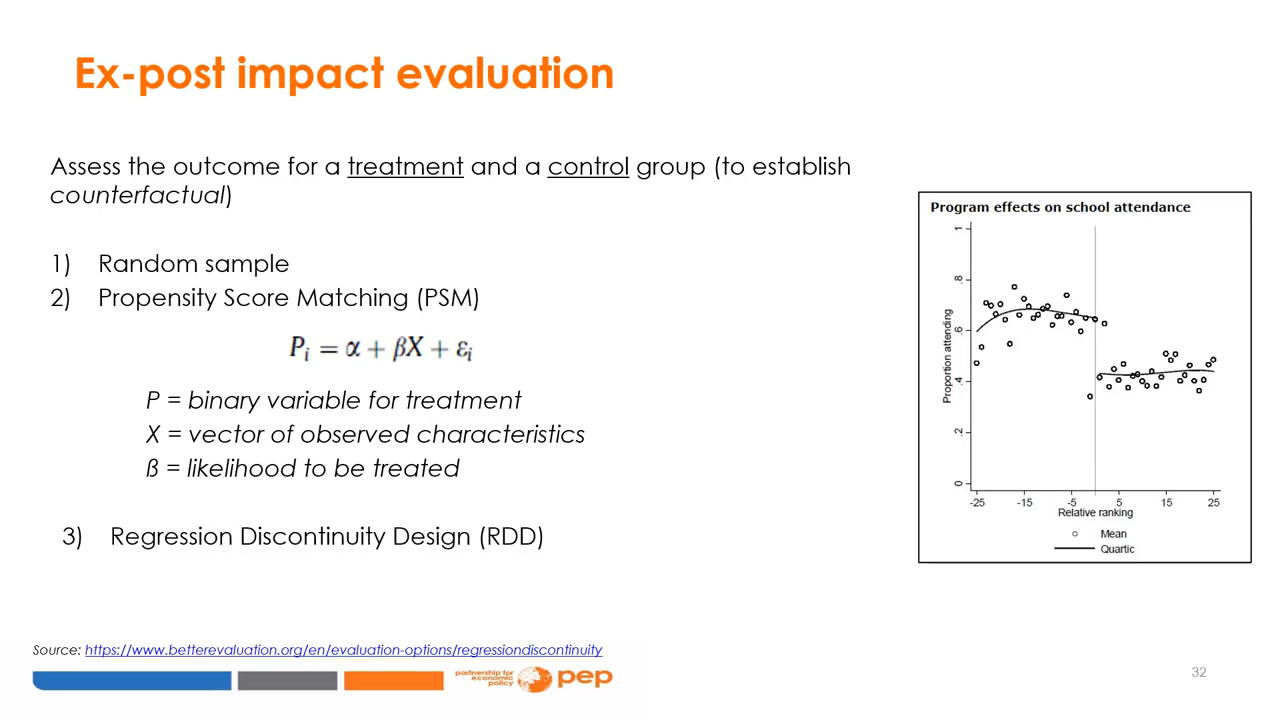 Ex-post impact evaluation
Assess the outcome for a treatment and a control group (to establish
counterfactual)
1) Random sample
2) Propensity Score Matching (PSM)
Pᵢ = α + βX + εᵢ
P = binary variable for treatment
X = vector of observed characteristics
ß = likelihood to be treated
3) Regression Discontinuity Design (RDD)
Program effects on school attendance
Proportion attending
1
.8
.6
.4
.2
0
-25 -15 -5 5 15 25
Relative ranking
Mean
Quartic
Source: https://www.betterevaluation.org/en/evaluation-options/regressiondiscontinuity
partnership for
economic
policy
pep
32